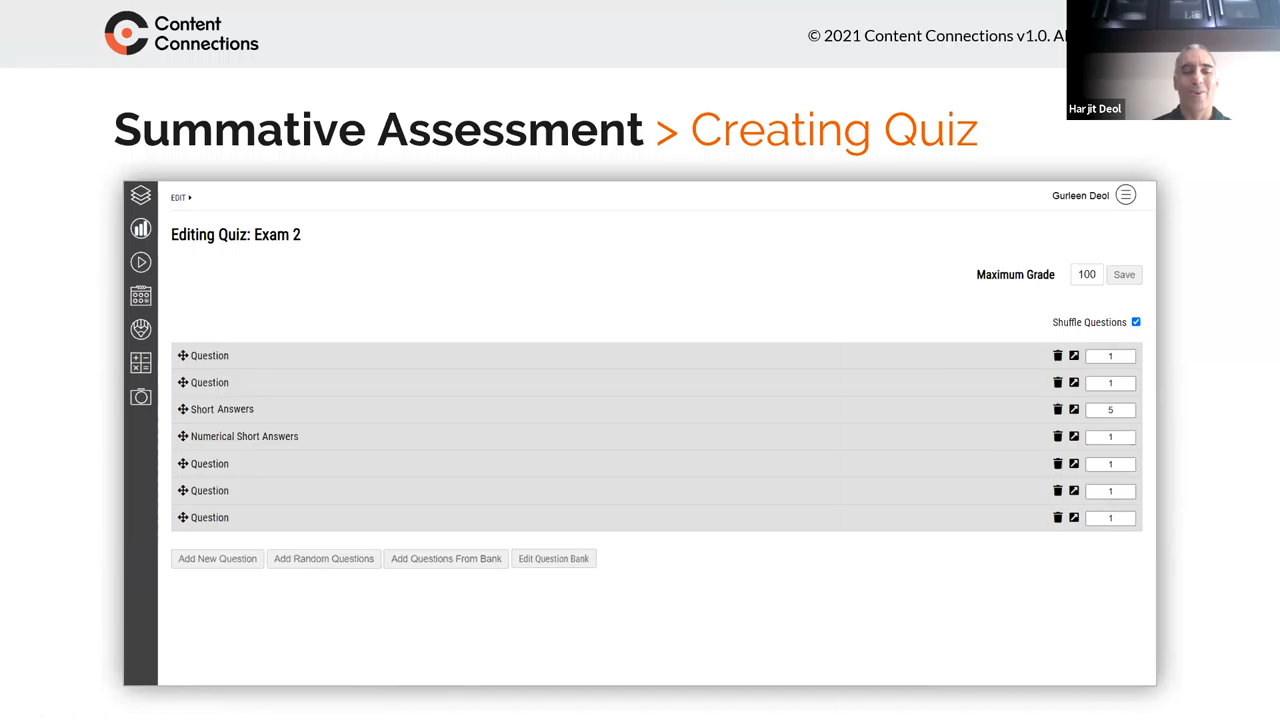 Content
Connections
© 2021 Content Connections v1.0.
Harjit Deol
Summative Assessment > Creating Quiz
EDIT
Gurleen Deol
Editing Quiz: Exam 2
Maximum Grade 100 Save
Shuffle Questions
Question 1
Question 1
Short Answers 5
Numerical Short Answers 1
Question 1
Question 1
Question 1
Add New Question Add Random Questions Add Questions From Bank Edit Question Bank